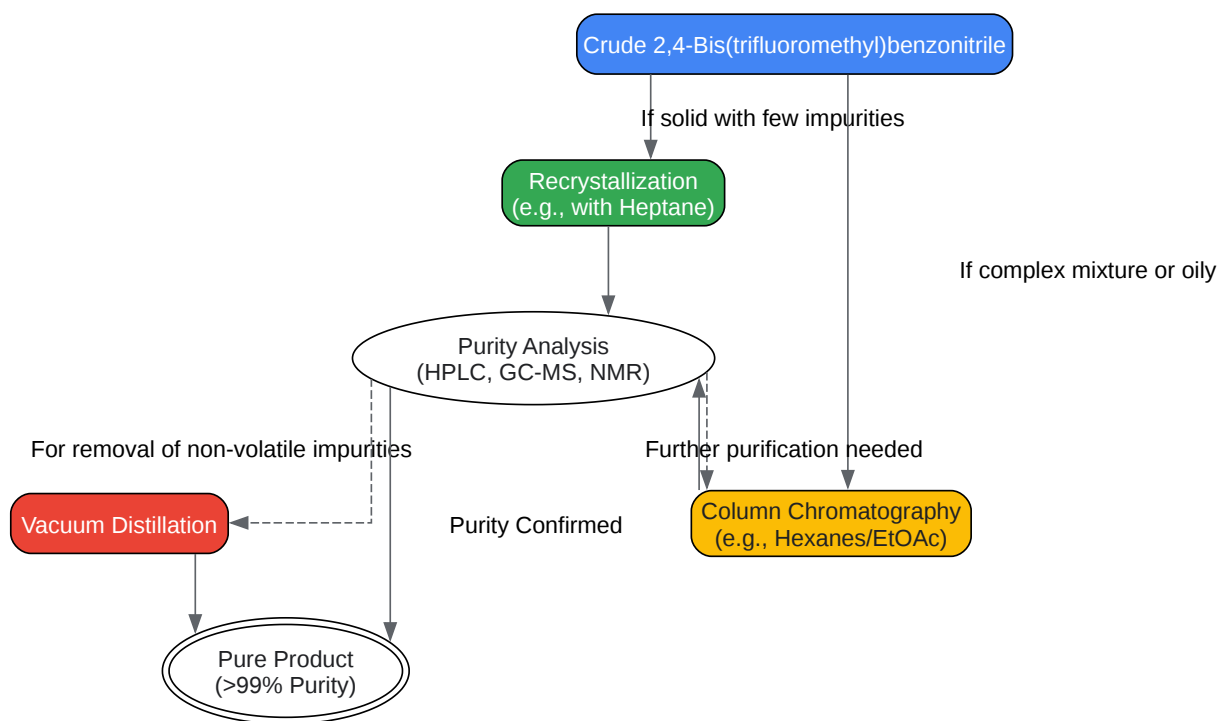 Crude 2,4-Bis(trifluoromethyl)benzonitrile
If solid with few impurities
Recrystallization
(e.g., with Heptane)
If complex mixture or oily
Purity Analysis
(HPLC, GC-MS, NMR)
For removal of non-volatile impurities
Further purification needed
Vacuum Distillation
Purity Confirmed
Column Chromatography
(e.g., Hexanes/EtOAc)
Pure Product
(>99% Purity)